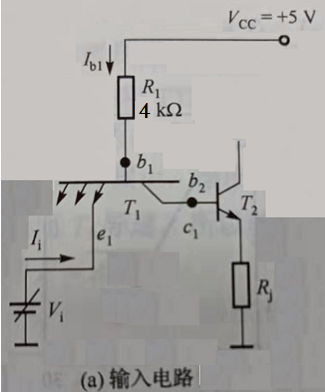 V_CC = +5 V
I_b1
R_1
4 kΩ
b_1
b_2
T_1
T_2
c_1
e_1
I_i
V_i
R_j
(a) 输入电路